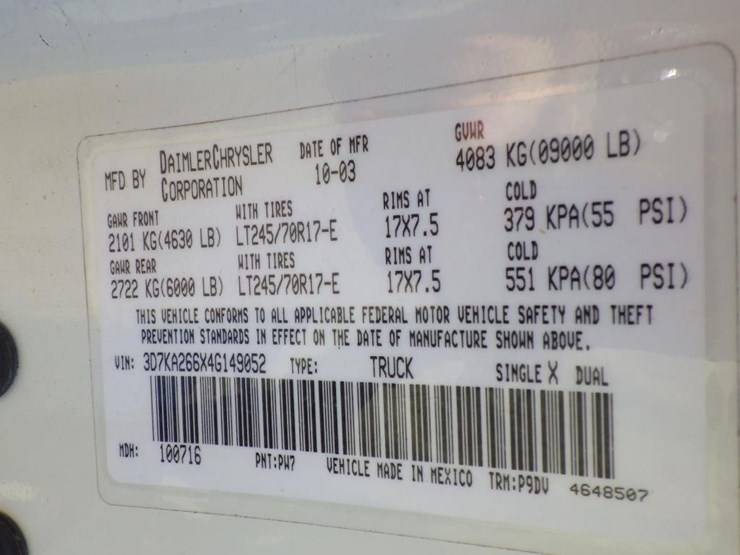 MFD BY DAIMLERCHRYSLER CORPORATION DATE OF MFR 10-03 GVWR 4083 KG(09000 LB)
GAWR FRONT WITH TIRES RIMS AT COLD
2101 KG(4630 LB) LT245/70R17-E 17X7.5 379 KPA(55 PSI)
GAWR REAR WITH TIRES RIMS AT COLD
2722 KG(6000 LB) LT245/70R17-E 17X7.5 551 KPA(80 PSI)
THIS VEHICLE CONFORMS TO ALL APPLICABLE FEDERAL MOTOR VEHICLE SAFETY AND THEFT
PREVENTION STANDARDS IN EFFECT ON THE DATE OF MANUFACTURE SHOWN ABOVE.
VIN: 3D7KA266X4G149052 TYPE: TRUCK SINGLE X DUAL
MDH: 100716 PNT:PW7 VEHICLE MADE IN MEXICO TRM:P9DV 4648507